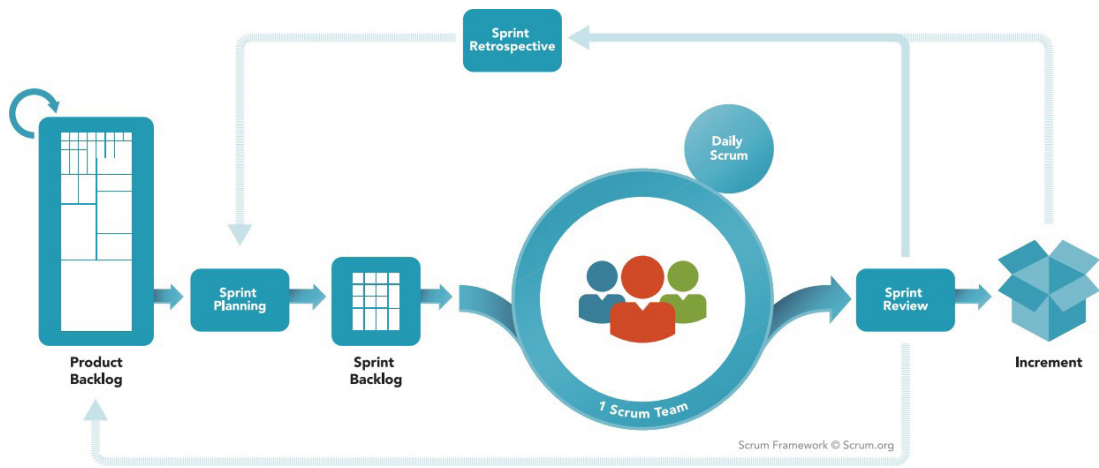 Sprint
Retrospective
Daily
Scrum
Sprint
Planning
Sprint
Review
Product
Backlog
Sprint
Backlog
1 Scrum Team
Increment
Scrum Framework © Scrum.org